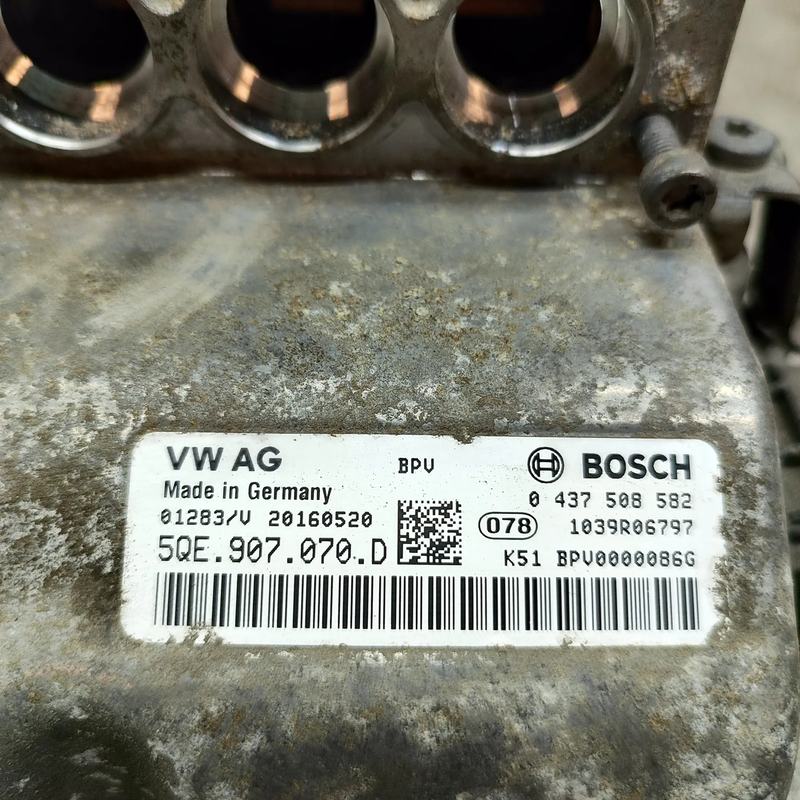 VW AG BPV BOSCH
Made in Germany 0 437 508 582
01283/V 20160520 078 1039R06797
5QE.907.070.D K51 BPV0000086G